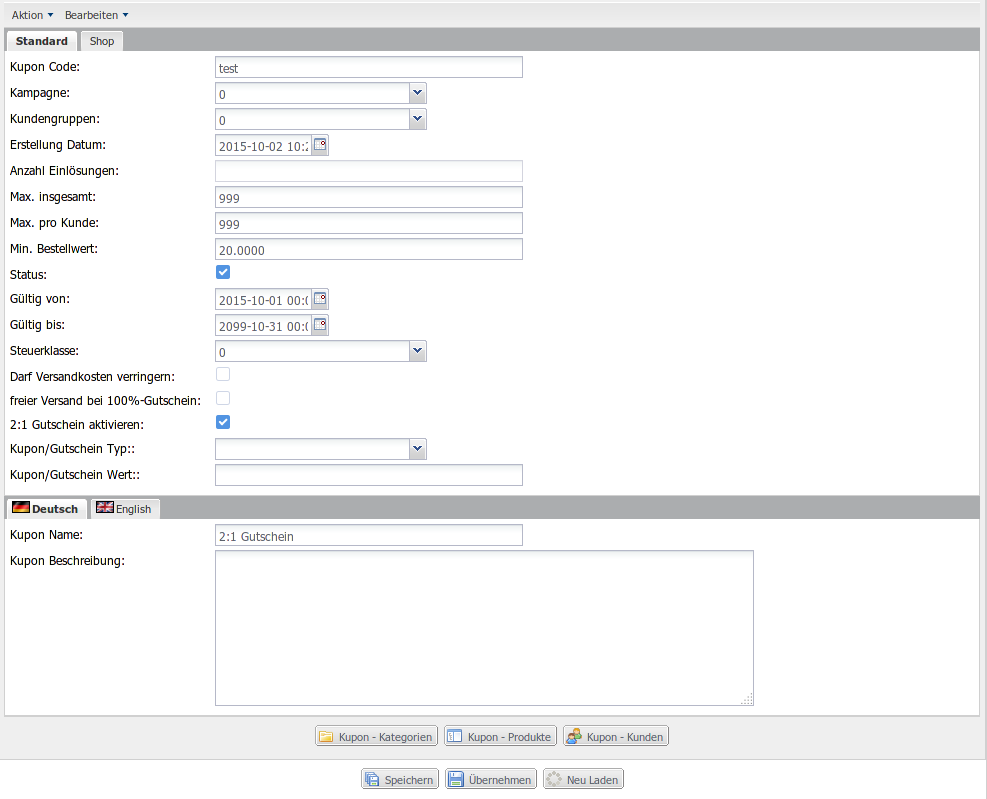 Aktion Bearbeiten
Standard Shop
Kupon Code: test
Kampagne: 0
Kundengruppen: 0
Erstellung Datum: 2015-10-02 10:2
Anzahl Einlösungen:
Max. insgesamt: 999
Max. pro Kunde: 999
Min. Bestellwert: 20.0000
Status:
Gültig von: 2015-10-01 00:0
Gültig bis: 2099-10-31 00:0
Steuerklasse: 0
Darf Versandkosten verringern:
freier Versand bei 100%-Gutschein:
2:1 Gutschein aktivieren:
Kupon/Gutschein Typ::
Kupon/Gutschein Wert::
Deutsch English
Kupon Name: 2:1 Gutschein
Kupon Beschreibung:
Kupon - Kategorien Kupon - Produkte Kupon - Kunden
Speichern Übernehmen Neu Laden